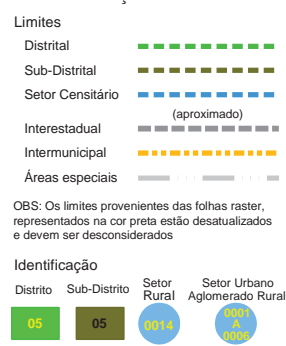 Limites
Distrital
Sub-Distrital
Setor Censitário
(aproximado)
Interestadual
Intermunicipal
Áreas especiais
OBS: Os limites provenientes das folhas raster,
representados na cor preta estão desatualizados
e devem ser desconsiderados
Identificação
Distrito
Sub-Distrito
Setor
Rural
Setor Urbano
Aglomerado Rural
05
05
0014
0001
A
0006